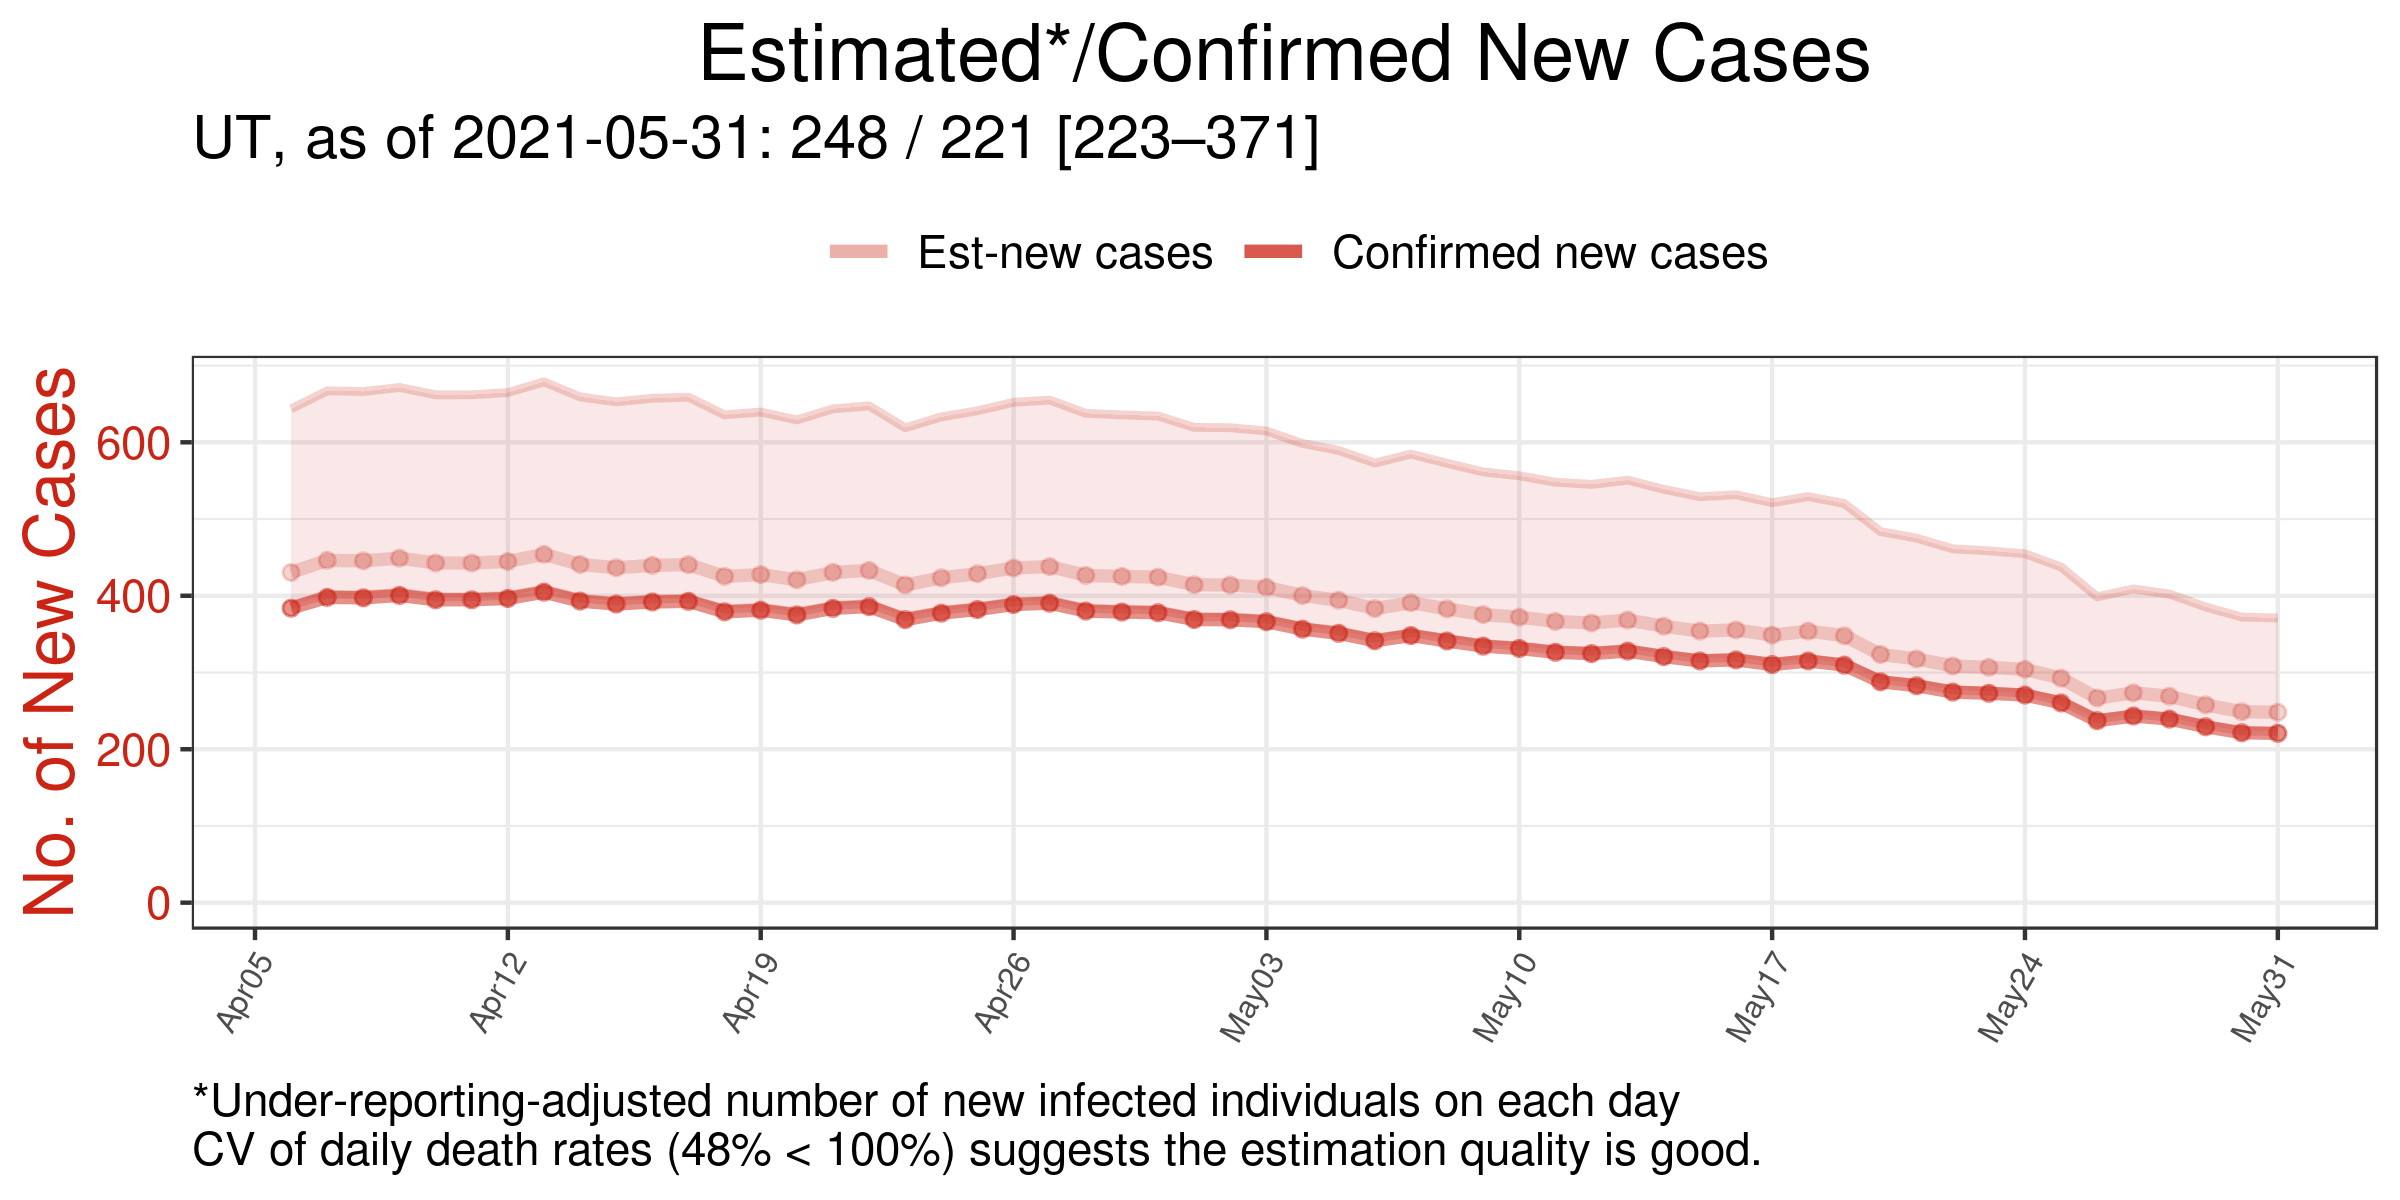 Estimated*/Confirmed New Cases
UT, as of 2021-05-31: 248 / 221 [223–371]
Est-new cases
Confirmed new cases
No. of New Cases
600
400
200
0
Apr05
Apr12
Apr19
Apr26
May03
May10
May17
May24
May31
*Under-reporting-adjusted number of new infected individuals on each day
CV of daily death rates (48% < 100%) suggests the estimation quality is good.